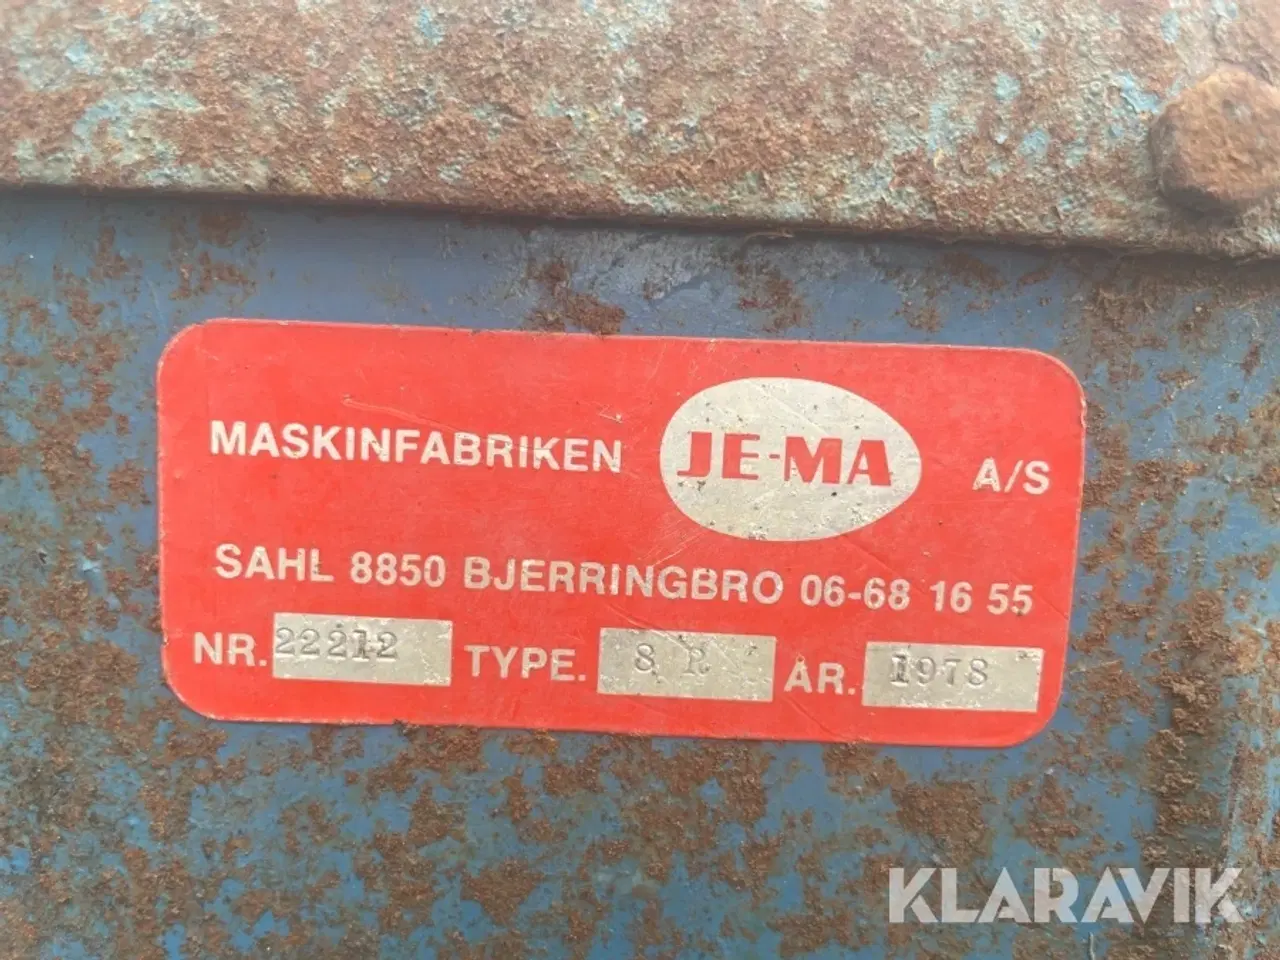 MASKINFABRIKEN JE-MA A/S
SAHL 8850 BJERRINGBRO 06-68 16 55
NR. 22212 TYPE. 8 R ÅR. 1978
KLARAVIK